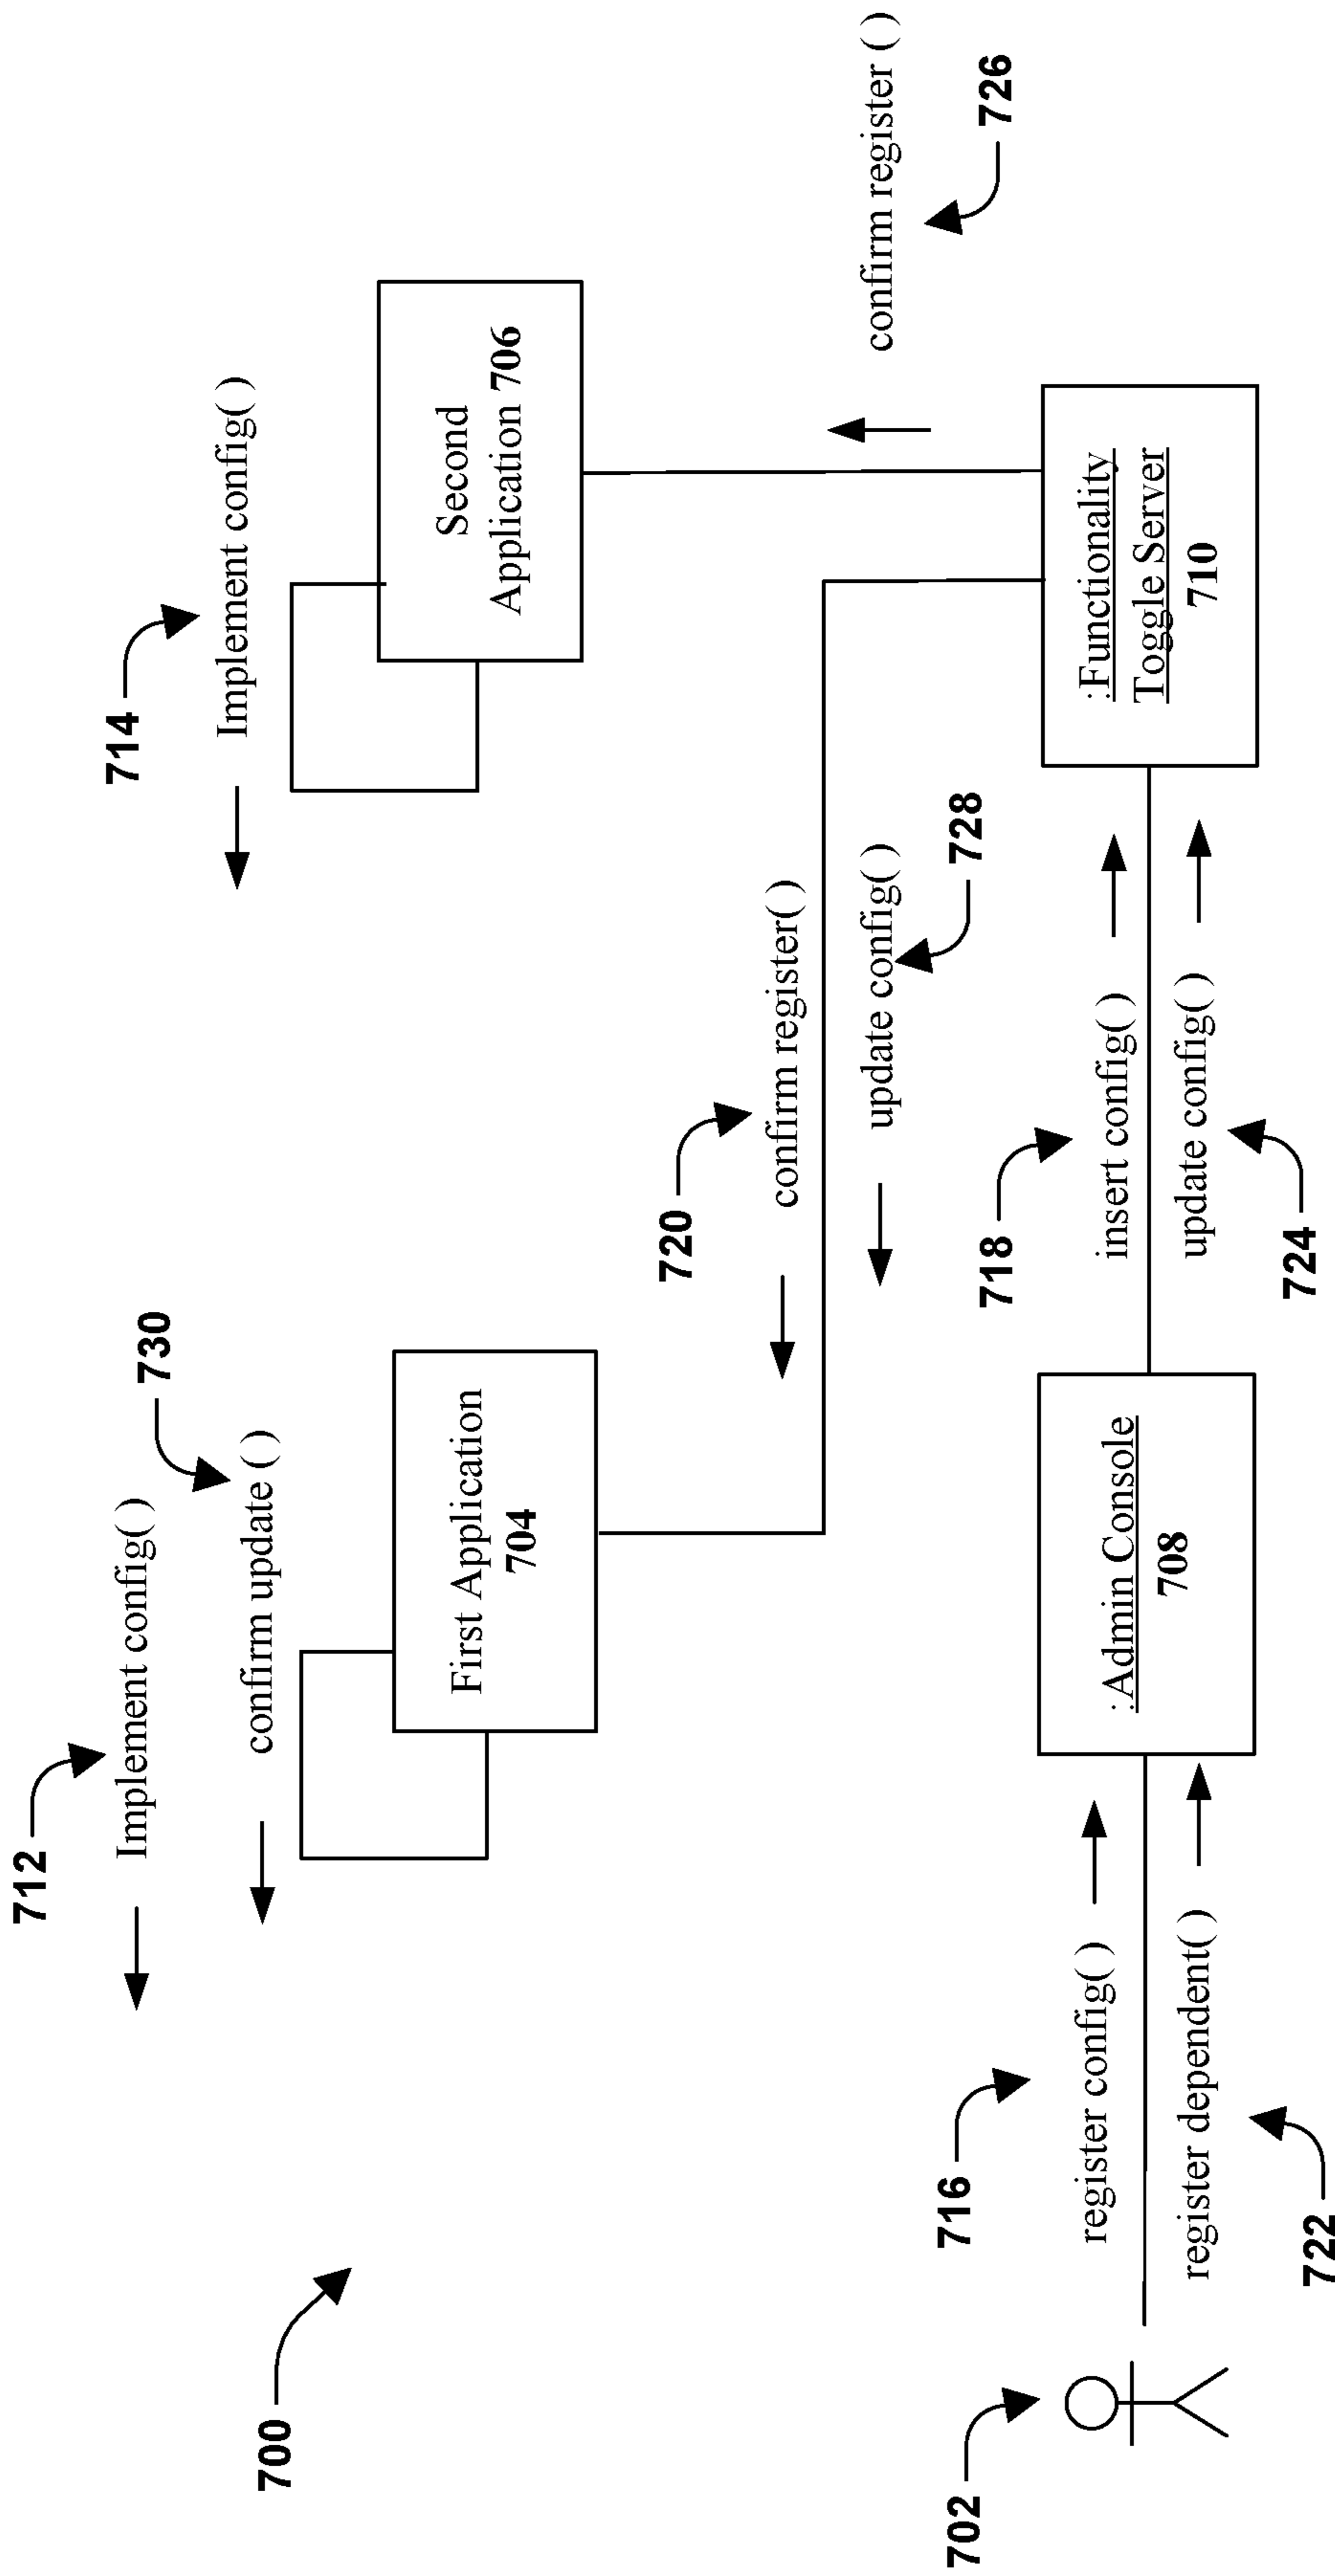 712
Implement config( )
730
confirm update ( )
714
Implement config( )
700
First Application
704
Second
Application 706
720
confirm register( )
update config( )
728
confirm register ( )
726
702
716
register config( )
register dependent( )
722
:Admin Console
708
718
insert config( )
update config( )
724
:Functionality
Toggle Server
710